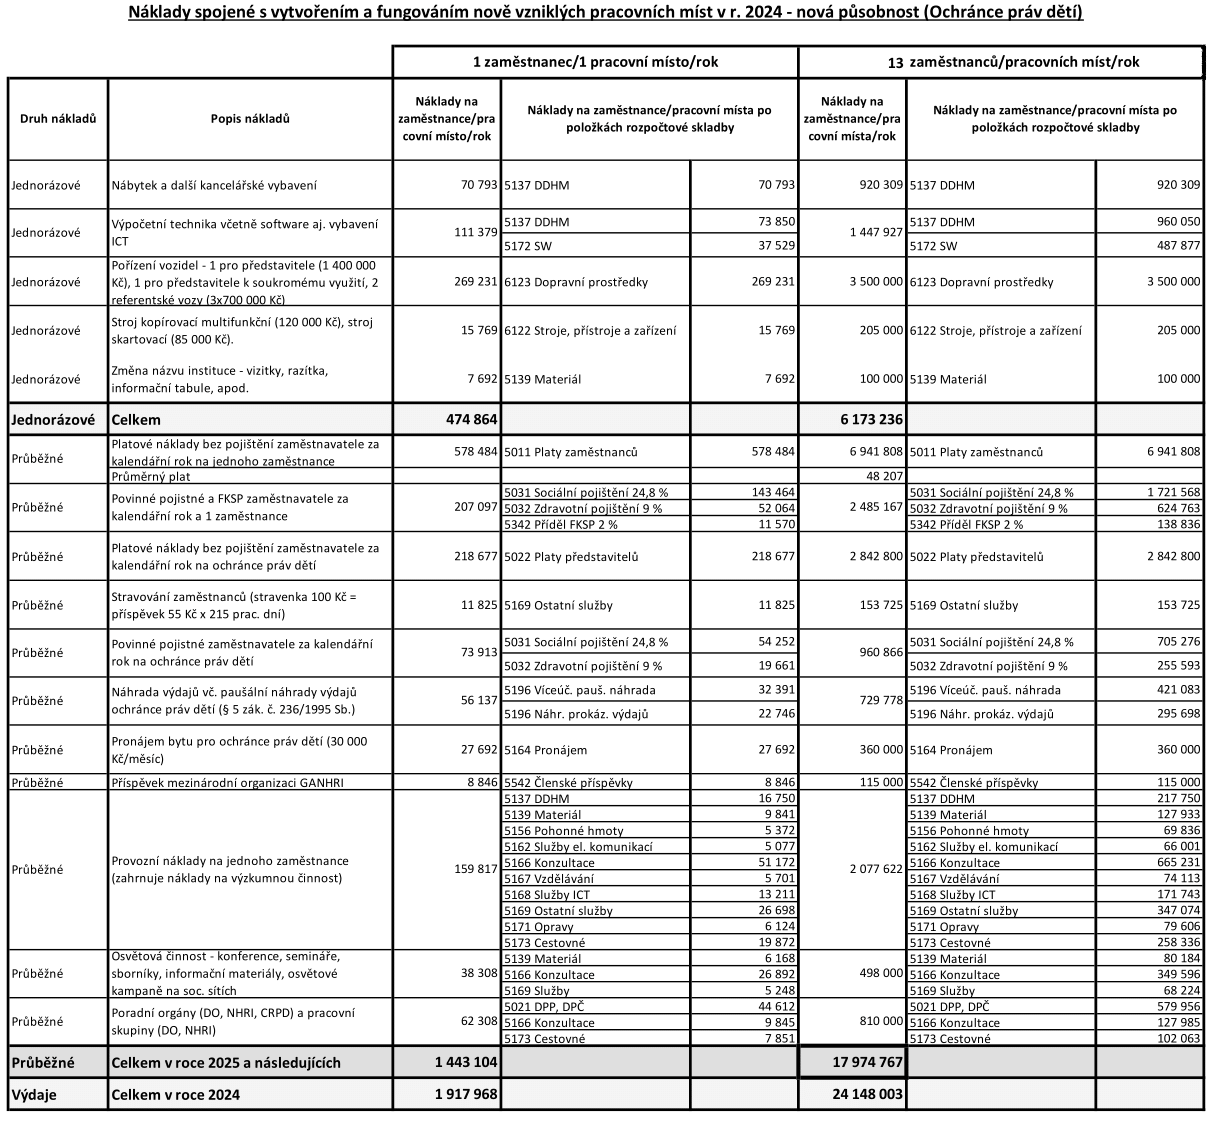 Náklady spojené s vytvořením a fungováním nově vzniklých pracovních míst v r. 2024 - nová působnost (Ochránce práv dětí)
1 zaměstnanec/1 pracovní místo/rok
13 zaměstnanců/pracovních míst/rok
Druh nákladů
Popis nákladů
Náklady na
zaměstnance/pra
covní místo/rok
Náklady na zaměstnance/pracovní místa po
položkách rozpočtové skladby
Náklady na
zaměstnance/pra
covní místa/rok
Náklady na zaměstnance/pracovní místa po
položkách rozpočtové skladby
Jednorázové
Nábytek a další kancelářské vybavení
70 793 5137 DDHM 70 793 920 309 5137 DDHM 920 309
Jednorázové
Výpočetní technika včetně software aj. vybavení
ICT
111 379
5137 DDHM 73 850
5172 SW 37 529
1 447 927
5137 DDHM 960 050
5172 SW 487 877
Jednorázové
Pořízení vozidel - 1 pro představitele (1 400 000
Kč), 1 pro představitele k soukromému využití, 2
referentské vozy (3x700 000 Kč)
269 231 6123 Dopravní prostředky 269 231 3 500 000 6123 Dopravní prostředky 3 500 000
Jednorázové
Stroj kopírovací multifunkční (120 000 Kč), stroj
skartovací (85 000 Kč).
15 769 6122 Stroje, přístroje a zařízení 15 769 205 000 6122 Stroje, přístroje a zařízení 205 000
Jednorázové
Změna názvu instituce - vizitky, razítka,
informační tabule, apod.
7 692 5139 Materiál 7 692 100 000 5139 Materiál 100 000
Jednorázové Celkem 474 864 6 173 236
Průběžné
Platové náklady bez pojištění zaměstnavatele za
kalendářní rok na jednoho zaměstnance
578 484 5011 Platy zaměstnanců 578 484 6 941 808 5011 Platy zaměstnanců 6 941 808
Průměrný plat 48 207
Průběžné
Povinné pojistné a FKSP zaměstnavatele za
kalendářní rok a 1 zaměstnance
207 097
5031 Sociální pojištění 24,8 % 143 464
5032 Zdravotní pojištění 9 % 52 064
5342 Příděl FKSP 2 % 11 570
2 485 167
5031 Sociální pojištění 24,8 % 1 721 568
5032 Zdravotní pojištění 9 % 624 763
5342 Příděl FKSP 2 % 138 836
Průběžné
Platové náklady bez pojištění zaměstnavatele za
kalendářní rok na ochránce práv dětí
218 677 5022 Platy představitelů 218 677 2 842 800 5022 Platy představitelů 2 842 800
Průběžné
Stravování zaměstnanců (stravenka 100 Kč =
příspěvek 55 Kč x 215 prac. dní)
11 825 5169 Ostatní služby 11 825 153 725 5169 Ostatní služby 153 725
Průběžné
Povinné pojistné zaměstnavatele za kalendářní
rok na ochránce práv dětí
73 913
5031 Sociální pojištění 24,8 % 54 252
5032 Zdravotní pojištění 9 % 19 661
960 866
5031 Sociální pojištění 24,8 % 705 276
5032 Zdravotní pojištění 9 % 255 593
Průběžné
Náhrada výdajů vč. paušální náhrady výdajů
ochránce práv dětí (§ 5 zák. č. 236/1995 Sb.)
56 137
5196 Víceúč. pauš. náhrada 32 391
5196 Náhr. prokáz. výdajů 22 746
729 778
5196 Víceúč. pauš. náhrada 421 083
5196 Náhr. prokáz. výdajů 295 698
Průběžné
Pronájem bytu pro ochránce práv dětí (30 000
Kč/měsíc)
27 692 5164 Pronájem 27 692 360 000 5164 Pronájem 360 000
Průběžné Příspěvek mezinárodní organizaci GANHRI 8 846 5542 Členské příspěvky 8 846 115 000 5542 Členské příspěvky 115 000
Průběžné
Provozní náklady na jednoho zaměstnance
(zahrnuje náklady na výzkumnou činnost)
159 817
5137 DDHM 16 750
5139 Materiál 9 841
5156 Pohonné hmoty 5 372
5162 Služby el. komunikací 5 077
5166 Konzultace 51 172
5167 Vzdělávání 5 701
5168 Služby ICT 13 211
5169 Ostatní služby 26 698
5171 Opravy 6 124
5173 Cestovné 19 872
2 077 622
5137 DDHM 217 750
5139 Materiál 127 933
5156 Pohonné hmoty 69 836
5162 Služby el. komunikací 66 001
5166 Konzultace 665 231
5167 Vzdělávání 74 113
5168 Služby ICT 171 743
5169 Ostatní služby 347 074
5171 Opravy 79 606
5173 Cestovné 258 336
Průběžné
Osvětová činnost - konference, semináře,
sborníky, informační materiály, osvětové
kampaně na soc. sítích
38 308
5139 Materiál 6 168
5166 Konzultace 26 892
5169 Služby 5 248
498 000
5139 Materiál 80 184
5166 Konzultace 349 596
5169 Služby 68 224
Průběžné
Poradní orgány (DO, NHRI, CRPD) a pracovní
skupiny (DO, NHRI)
62 308
5021 DPP, DPČ 44 612
5166 Konzultace 9 845
5173 Cestovné 7 851
810 000
5021 DPP, DPČ 579 956
5166 Konzultace 127 985
5173 Cestovné 102 063
Průběžné Celkem v roce 2025 a následujících 1 443 104 17 974 767
Výdaje Celkem v roce 2024 1 917 968 24 148 003